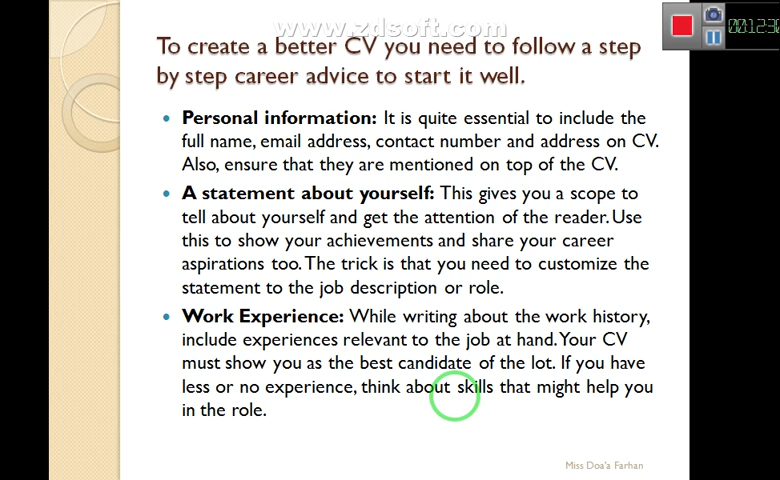 www.zdsoft.com
To create a better CV you need to follow a step
by step career advice to start it well.
• Personal information: It is quite essential to include the
full name, email address, contact number and address on CV.
Also, ensure that they are mentioned on top of the CV.
• A statement about yourself: This gives you a scope to
tell about yourself and get the attention of the reader. Use
this to show your achievements and share your career
aspirations too. The trick is that you need to customize the
statement to the job description or role.
• Work Experience: While writing about the work history,
include experiences relevant to the job at hand. Your CV
must show you as the best candidate of the lot. If you have
less or no experience, think about skills that might help you
in the role.
Miss Doa'a Farhan